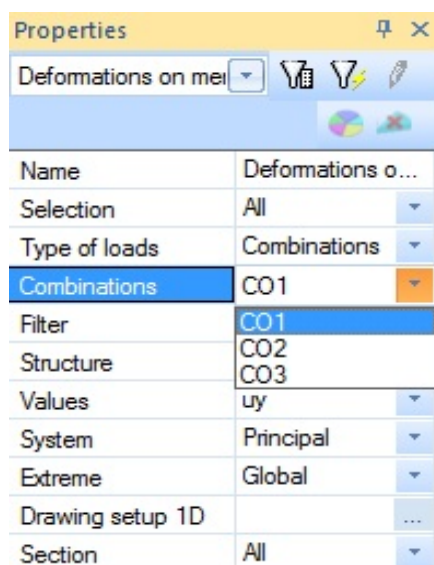 Properties
Deformations on mer
Name Deformations o...
Selection All
Type of loads Combinations
Combinations CO1
Filter CO1
CO2
Structure CO3
Values uy
System Principal
Extreme Global
Drawing setup 1D ...
Section All